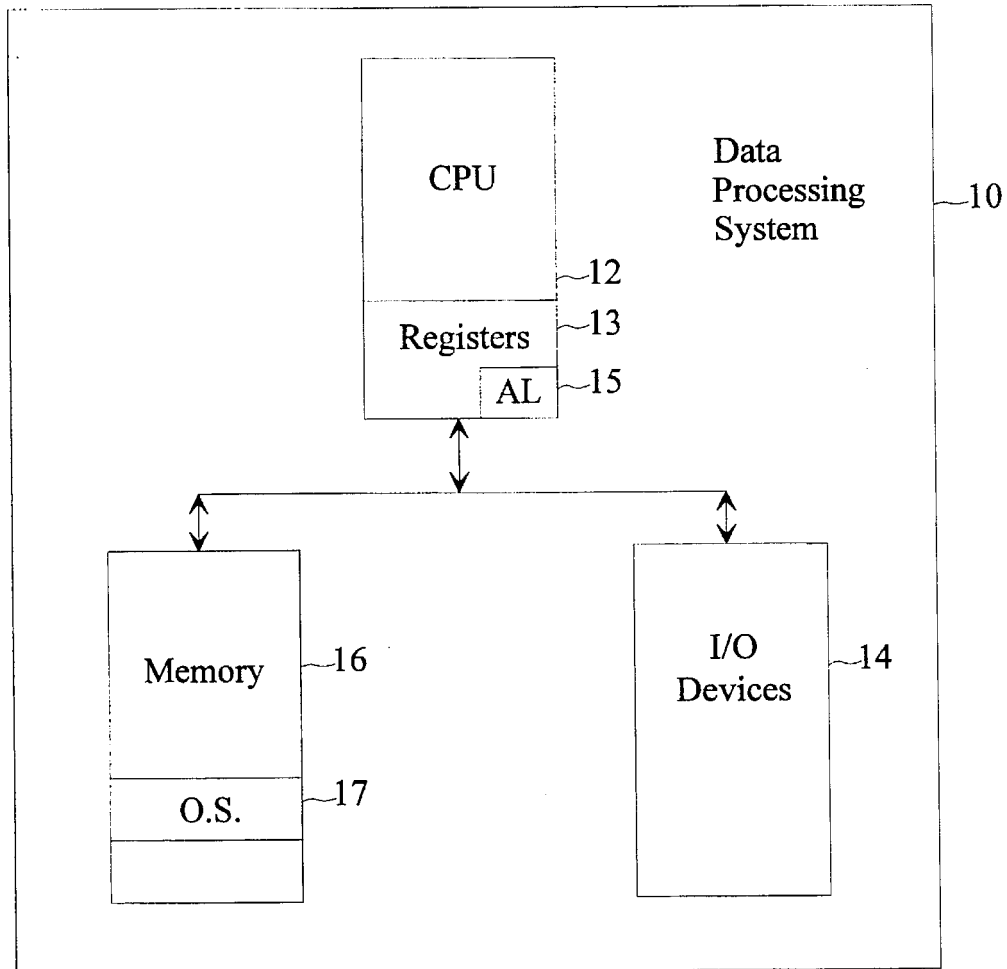 CPU
Data
Processing
System
10
12
Registers
13
AL
15
Memory
16
I/O
Devices
14
O.S.
17